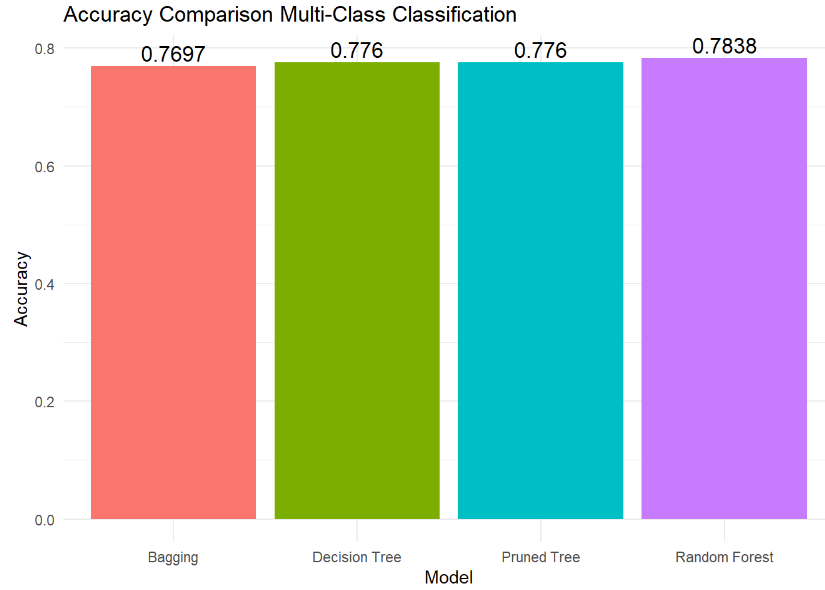 Accuracy Comparison Multi-Class Classification
0.7697
0.776
0.776
0.7838
0.8
0.6
0.4
0.2
0.0
Accuracy
Bagging
Decision Tree
Pruned Tree
Random Forest
Model